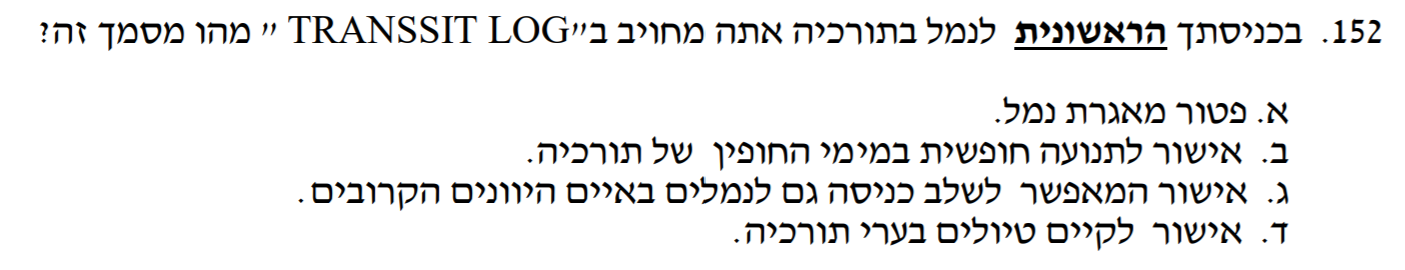 152. בכניסתך הראשונית לנמל בתורכיה אתה מחויב ב"TRANSSIT LOG " מהו מסמך זה?
א. פטור מאגרת נמל.
ב. אישור לתנועה חופשית במימי החופין של תורכיה.
ג. אישור המאפשר לשלב כניסה גם לנמלים באיים היוונים הקרובים.
ד. אישור לקיים טיולים בערי תורכיה.